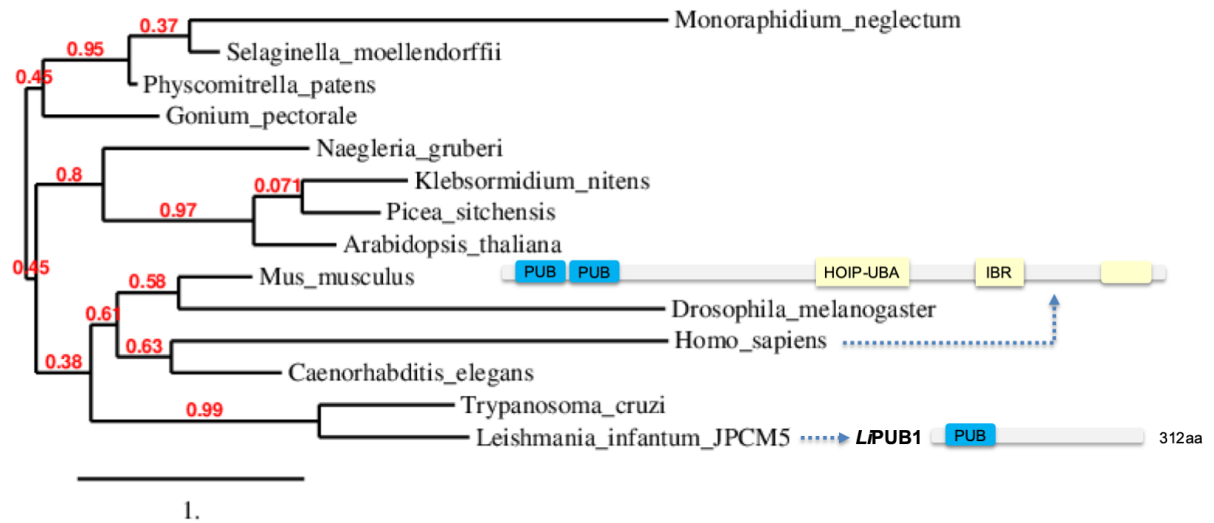 0.37 Monoraphidium_neglectum
0.95 Selaginella_moellendorffii
0.45 Physcomitrella_patens
Gonium_pectorale
Naegleria_gruberi
0.8 0.071 Klebsormidium_nitens
0.97 Picea_sitchensis
Arabidopsis_thaliana
0.45 0.58 Mus_musculus PUB PUB HOIP-UBA IBR
Drosophila_melanogaster
0.61 Homo_sapiens
0.38 0.63 Caenorhabditis_elegans
0.99 Trypanosoma_cruzi
Leishmania_infantum_JPCM5 LiPUB1 PUB 312aa
1.